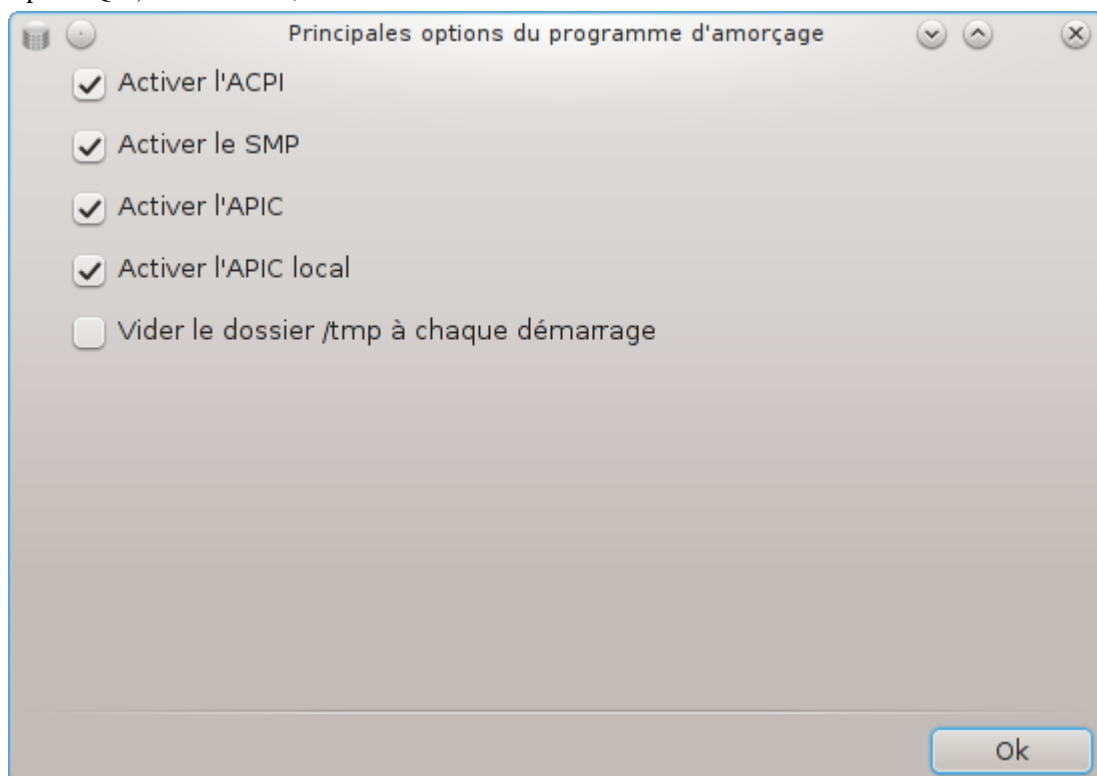 Principales options du programme d'amorçage
Activer l'ACPI
Activer le SMP
Activer l'APIC
Activer l'APIC local
Vider le dossier /tmp à chaque démarrage
Ok